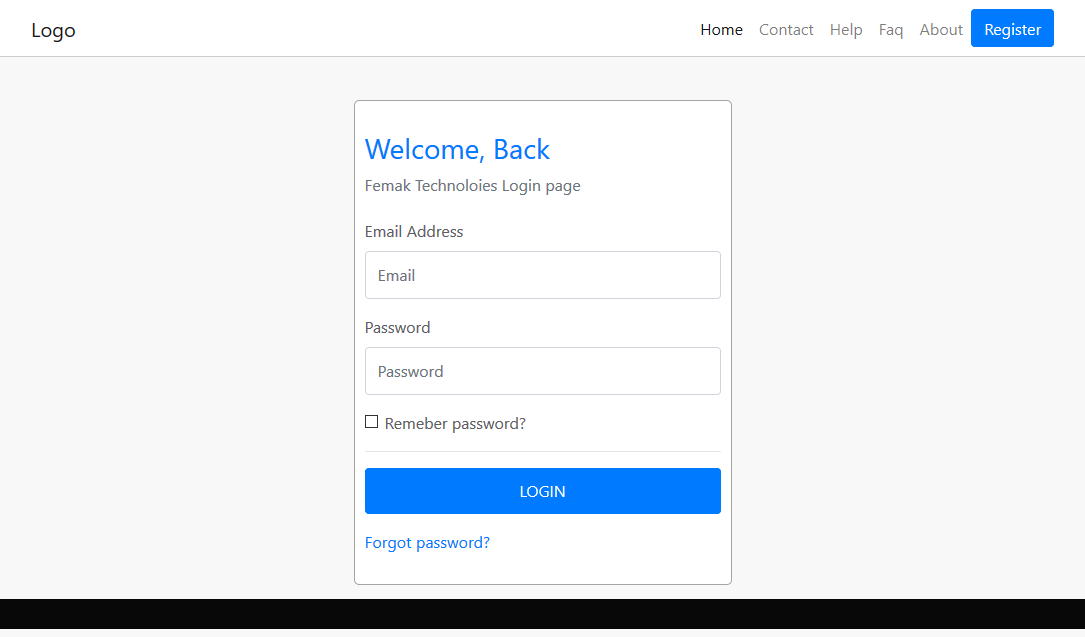 Logo
Home Contact Help Faq About Register
Welcome, Back
Femak Technoloies Login page
Email Address
Email
Password
Password
Remeber password?
LOGIN
Forgot password?